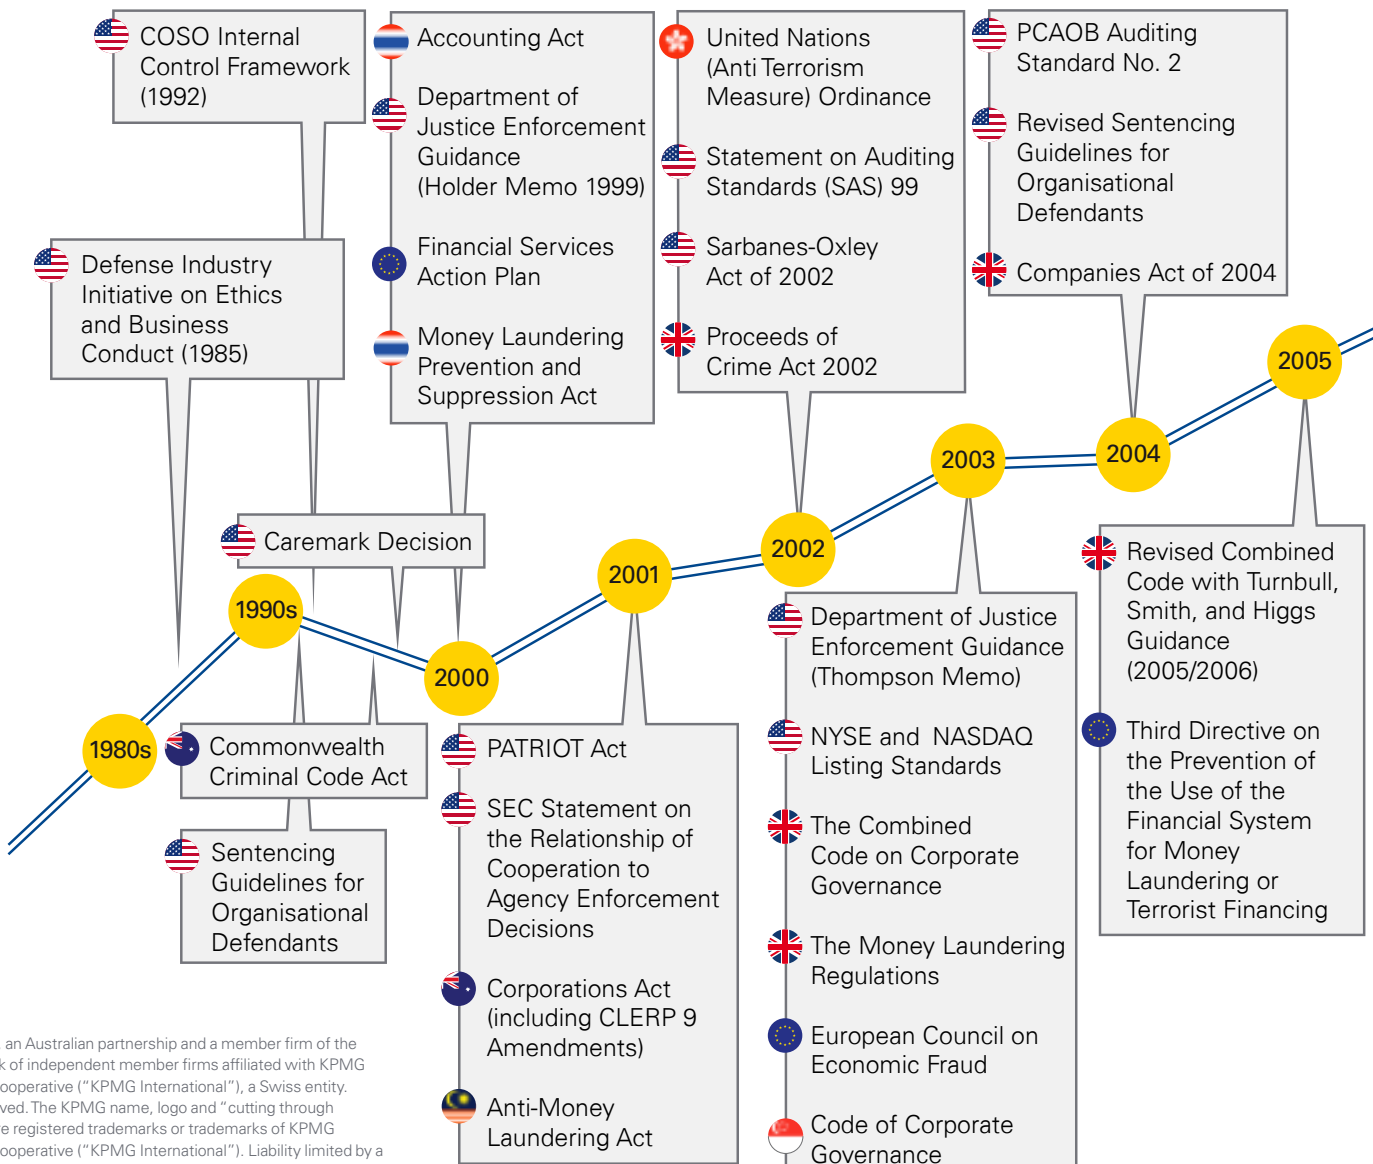 COSO Internal
Control Framework
(1992)
Accounting Act
Department of
Justice Enforcement
Guidance
(Holder Memo 1999)
Financial Services
Action Plan
Money Laundering
Prevention and
Suppression Act
United Nations
(Anti Terrorism
Measure) Ordinance
Statement on Auditing
Standards (SAS) 99
Sarbanes-Oxley
Act of 2002
Proceeds of
Crime Act 2002
PCAOB Auditing
Standard No. 2
Revised Sentencing
Guidelines for
Organisational
Defendants
Companies Act of 2004
Defense Industry
Initiative on Ethics
and Business
Conduct (1985)
Caremark Decision
1980s
1990s
2000
2001
2002
2003
2004
2005
Commonwealth
Criminal Code Act
Sentencing
Guidelines for
Organisational
Defendants
PATRIOT Act
SEC Statement on
the Relationship of
Cooperation to
Agency Enforcement
Decisions
Corporations Act
(including CLERP 9
Amendments)
Anti-Money
Laundering Act
Department of Justice
Enforcement Guidance
(Thompson Memo)
NYSE and NASDAQ
Listing Standards
The Combined
Code on Corporate
Governance
The Money Laundering
Regulations
European Council on
Economic Fraud
Code of Corporate
Governance
Revised Combined
Code with Turnbull,
Smith, and Higgs
Guidance
(2005/2006)
Third Directive on
the Prevention of
the Use of the
Financial System
for Money
Laundering or
Terrorist Financing
, an Australian partnership and a member firm of the
of independent member firms affiliated with KPMG
ooperative ("KPMG International"), a Swiss entity.
ved. The KPMG name, logo and "cutting through
re registered trademarks or trademarks of KPMG
ooperative ("KPMG International"). Liability limited by a